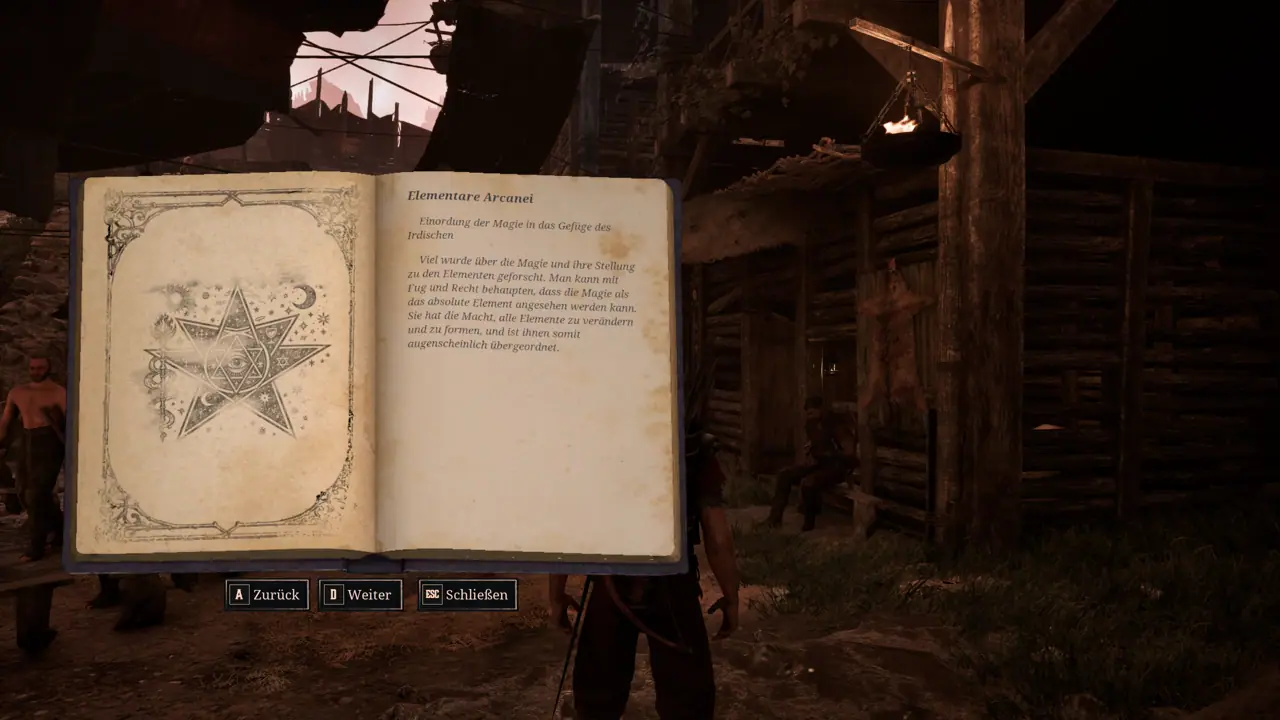 Elementare Arcanei
Einordung der Magie in das Gefüge des
Irdischen
Viel wurde über die Magie und ihre Stellung
zu den Elementen geforscht. Man kann mit
Fug und Recht behaupten, dass die Magie als
das absolute Element angesehen werden kann.
Sie hat die Macht, alle Elemente zu verändern
und zu formen, und ist ihnen somit
augenscheinlich übergeordnet.
A Zurück
D Weiter
ESC Schließen